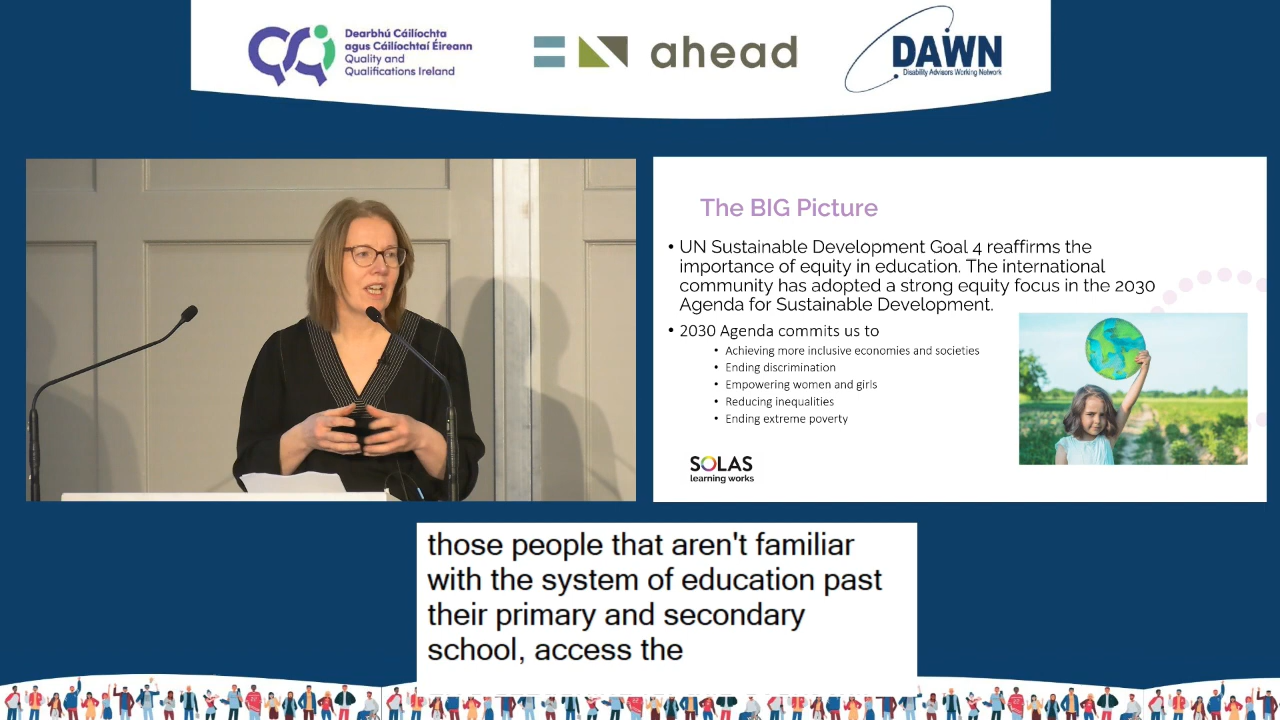 Dearbhú Cáilíochta
agus Cáilíochtaí Éireann
Quality and
Qualifications Ireland
ahead
DAWN
Disability Advisors Working Network
The BIG Picture
• UN Sustainable Development Goal 4 reaffirms the
importance of equity in education. The international
community has adopted a strong equity focus in the 2030
Agenda for Sustainable Development.
• 2030 Agenda commits us to
• Achieving more inclusive economies and societies
• Ending discrimination
• Empowering women and girls
• Reducing inequalities
• Ending extreme poverty
SOLAS
learning works
those people that aren't familiar
with the system of education past
their primary and secondary
school, access the